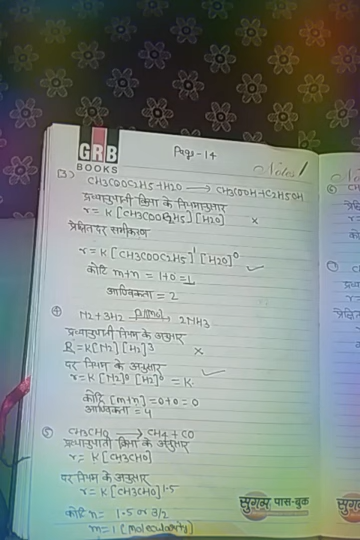 GRB
BOOKS
Page-14
Notes
(3)
CH3COOC2H5+H2O → CH3COOH+C2H5OH
द्रव्यानुपाती क्रिया के नियमानुसार
r = K [CH3COOC2H5] [H2O] ×
प्रेक्षित दर समीकरण
r = K [CH3COOC2H5]¹ [H2O]⁰ ✓
कोटि m+n = 1+0 = 1
आण्विकता = 2
(4) N2+3H2 → 2NH3
द्रव्यानुपाती नियम के अनुसार
R = K[N2] [H2]³ ×
दर नियम के अनुसार ✓
r = K[N2]⁰ [H2]⁰ = K.
कोटि [m+n] = 0+0 = 0
आण्विकता = 4
(5) CH3CHO → CH4+CO
द्रव्यानुपाती क्रिया के अनुसार
r = K [CH3CHO]
दर नियम के अनुसार
r = K [CH3CHO]1.5
कोटि n = 1.5 or 3/2
m = 1 (molecularity)
सुगम पास-बुक